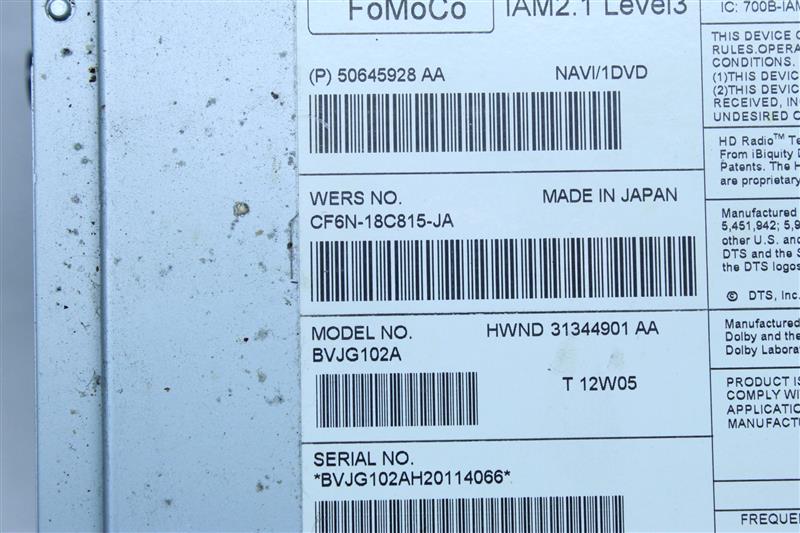 FoMoCo
IAM2.1 Level3
(P) 50645928 AA
NAVI/1DVD
WERS NO.
MADE IN JAPAN
CF6N-18C815-JA
MODEL NO.
HWND 31344901 AA
BVJG102A
T 12W05
SERIAL NO.
*BVJG102AH20114066*
IC: 700B-IAM
THIS DEVICE
RULES.OPERA
CONDITIONS.
(1)THIS DEVIC
(2)THIS DEVIC
RECEIVED, IN
UNDESIRED O
HD Radio™ Te
From iBiquity D
Patents. The H
are proprietary
Manufactured
5,451,942; 5,9
other U.S. and
DTS and the S
the DTS logos
© DTS, Inc.
Manufactured
Dolby and the
Dolby Labora
PRODUCT IS
COMPLY WI
APPLICATIO
MANUFACT
FREQUE